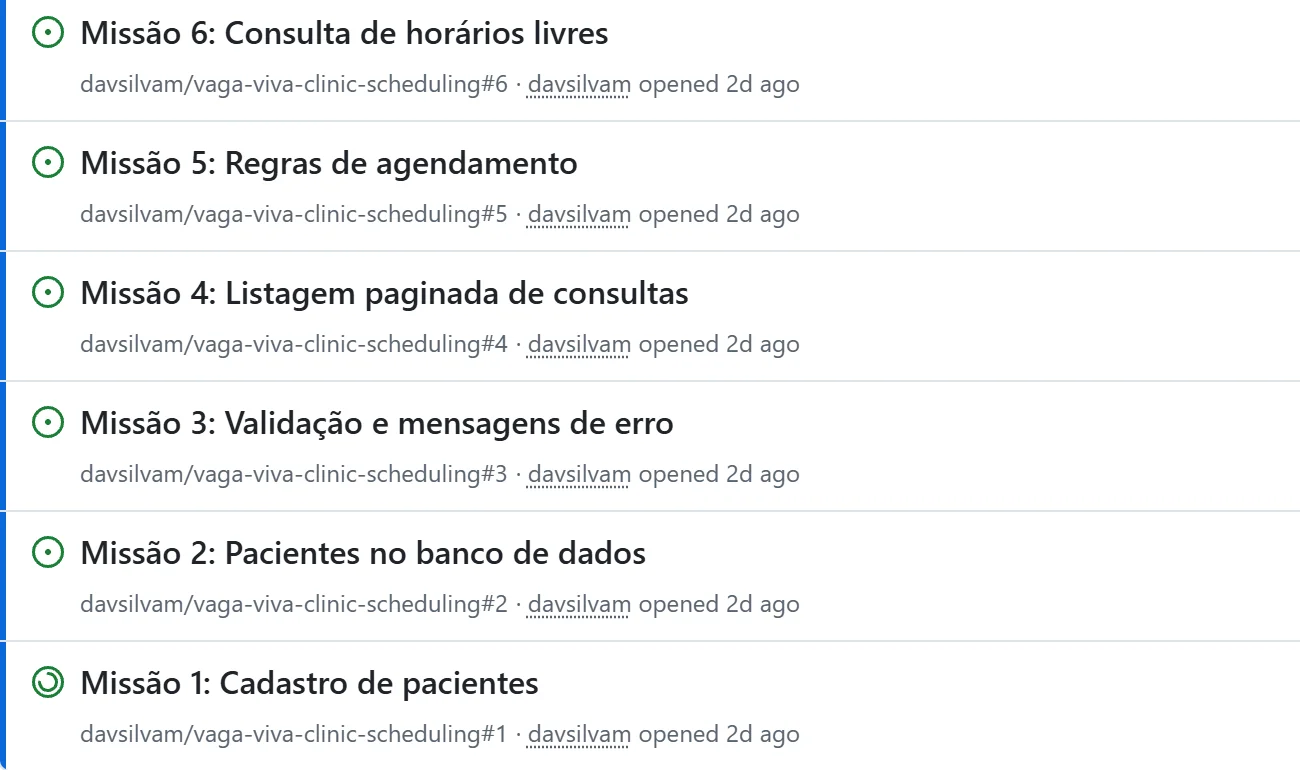 Missão 6: Consulta de horários livres
davsilvam/vaga-viva-clinic-scheduling#6 · davsilvam opened 2d ago
Missão 5: Regras de agendamento
davsilvam/vaga-viva-clinic-scheduling#5 · davsilvam opened 2d ago
Missão 4: Listagem paginada de consultas
davsilvam/vaga-viva-clinic-scheduling#4 · davsilvam opened 2d ago
Missão 3: Validação e mensagens de erro
davsilvam/vaga-viva-clinic-scheduling#3 · davsilvam opened 2d ago
Missão 2: Pacientes no banco de dados
davsilvam/vaga-viva-clinic-scheduling#2 · davsilvam opened 2d ago
Missão 1: Cadastro de pacientes
davsilvam/vaga-viva-clinic-scheduling#1 · davsilvam opened 2d ago